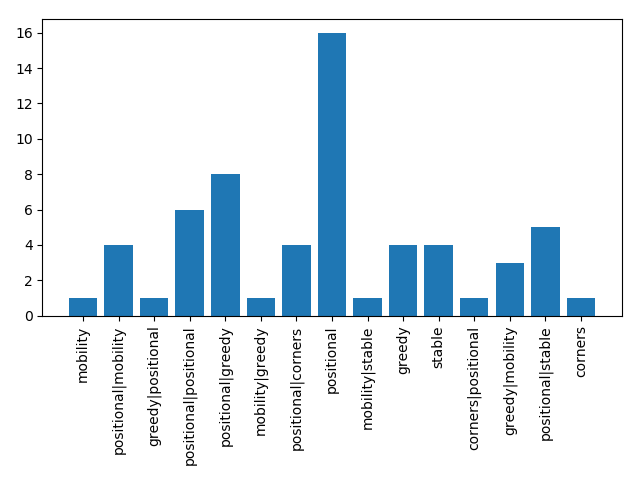 16
14
12
10
8
6
4
2
0
mobility
positional|mobility
greedy|positional
positional|positional
positional|greedy
mobility|greedy
positional|corners
positional
mobility|stable
greedy
stable
corners|positional
greedy|mobility
positional|stable
corners